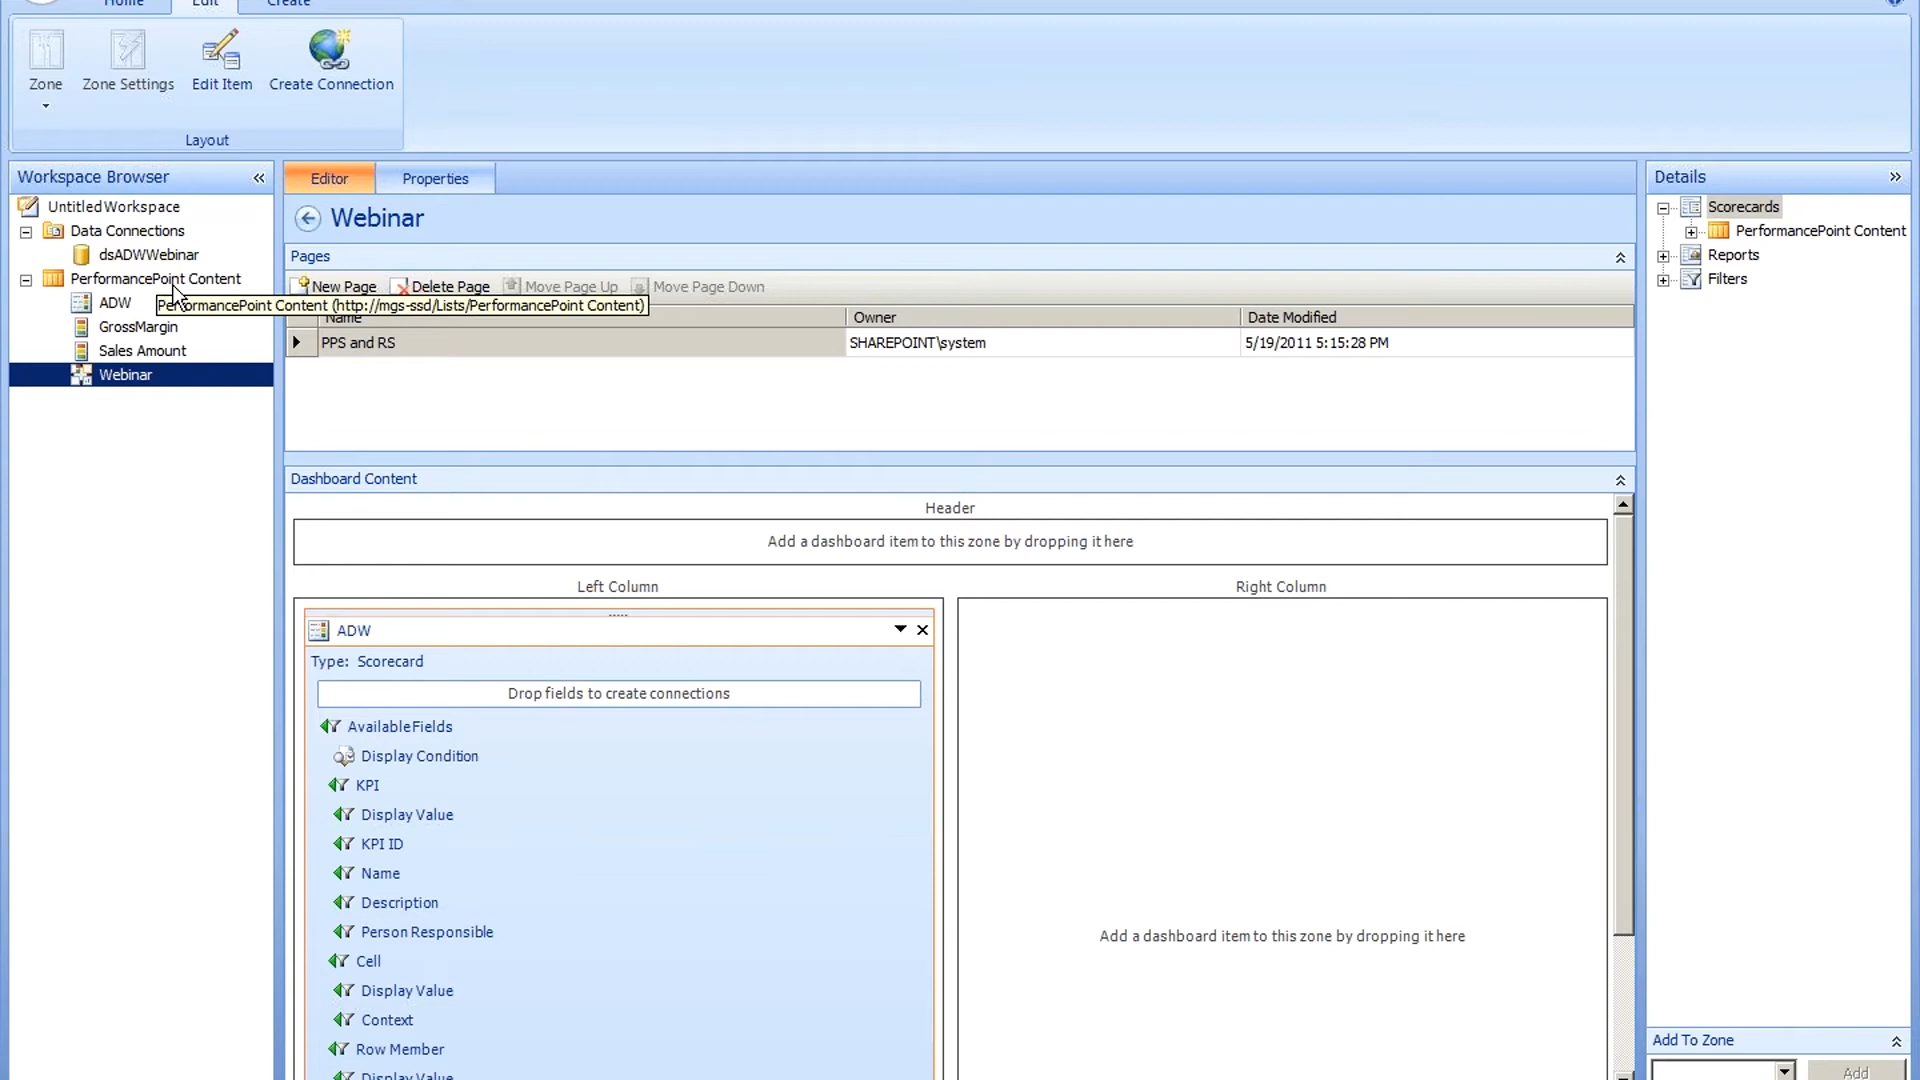 Home Edit Create
Zone Zone Settings Edit Item Create Connection
Layout
Workspace Browser
Untitled Workspace
Data Connections
dsADWWebinar
PerformancePoint Content
ADW
PerformancePoint Content (http://mgs-ssd/Lists/PerformancePoint Content)
GrossMargin
Sales Amount
Webinar
Editor Properties
Webinar
Pages
New Page Delete Page Move Page Up Move Page Down
Name Owner Date Modified
PPS and RS SHAREPOINT\system 5/19/2011 5:15:28 PM
Dashboard Content
Header
Add a dashboard item to this zone by dropping it here
Left Column Right Column
ADW
Type: Scorecard
Drop fields to create connections
Available Fields
Display Condition
KPI
Display Value
KPI ID
Name
Description
Person Responsible
Cell
Display Value
Context
Row Member
Display Value
Add a dashboard item to this zone by dropping it here
Details
Scorecards
PerformancePoint Content
Reports
Filters
Add To Zone
Add